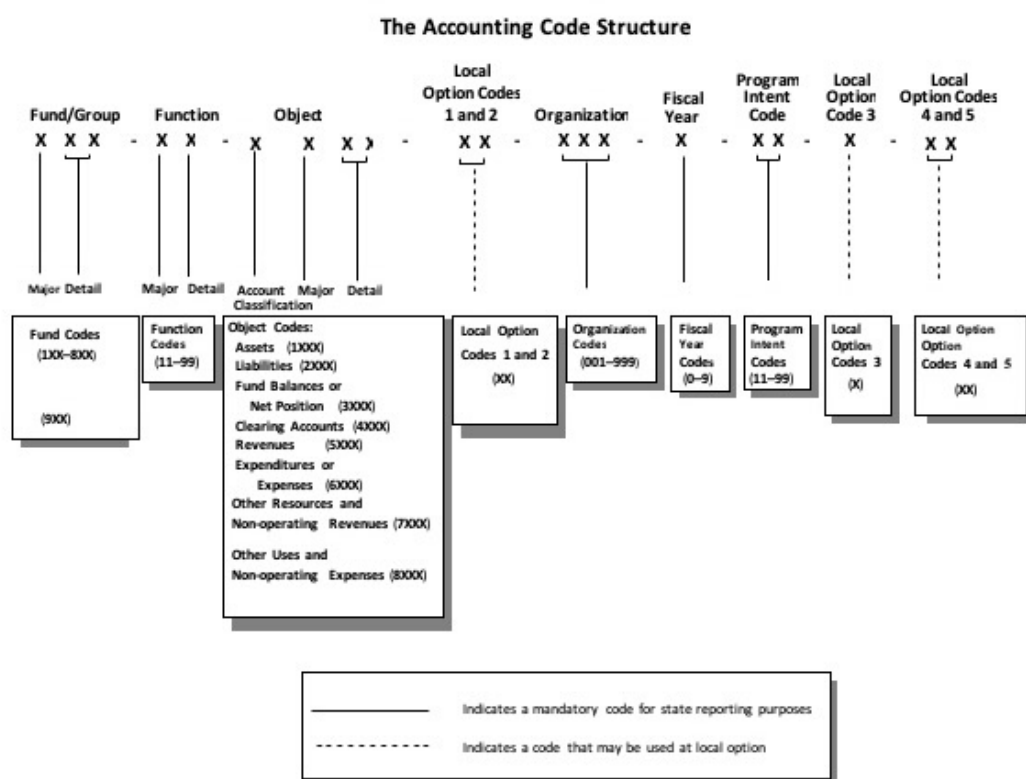 The Accounting Code Structure
Local
Option Codes
1 and 2
Program
Intent
Code
Local
Option
Code 3
Local
Option Codes
4 and 5
Fiscal
Year
Fund/Group
Function
Object
Organization
X X X - X X - X X X X - X X - X X X - X - X X - X - X X
Major Detail
Major Detail
Account
Classification
Major
Detail
Fund Codes
(1XX–8XX)
(9XX)
Function
Codes
(11–99)
Object Codes:
Assets (1XXX)
Liabilities (2XXX)
Fund Balances or
Net Position (3XXX)
Clearing Accounts (4XXX)
Revenues (5XXX)
Expenditures or
Expenses (6XXX)
Other Resources and
Non-operating Revenues (7XXX)
Other Uses and
Non-operating Expenses (8XXX)
Local Option
Codes 1 and 2
(XX)
Organization
Codes
(001–999)
Fiscal
Year
Codes
(0–9)
Program
Intent
Codes
(11–99)
Local
Option
Codes 3
(X)
Local Option
Option
Codes 4 and 5
(XX)
Indicates a mandatory code for state reporting purposes
Indicates a code that may be used at local option